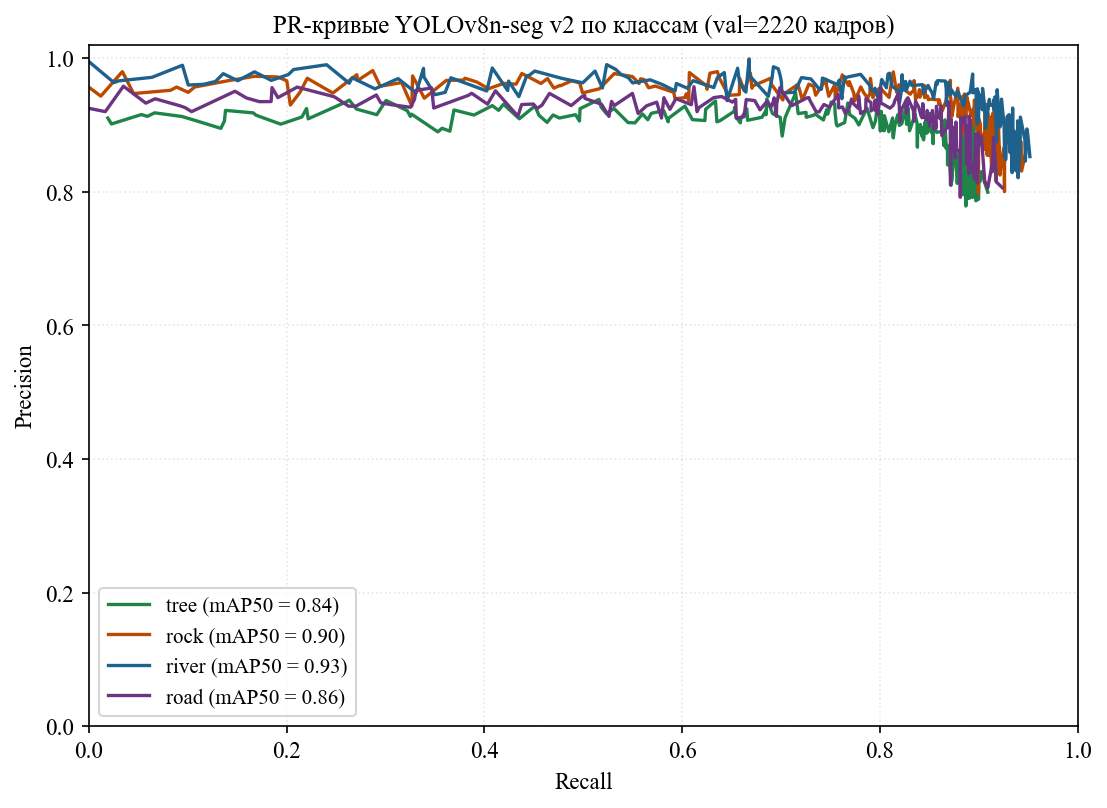 PR-кривые YOLOv8n-seg v2 по классам (val=2220 кадров)
1.0
0.8
0.6
0.4
0.2
0.0
Precision
tree (mAP50 = 0.84)
rock (mAP50 = 0.90)
river (mAP50 = 0.93)
road (mAP50 = 0.86)
0.0 0.2 0.4 0.6 0.8 1.0
Recall